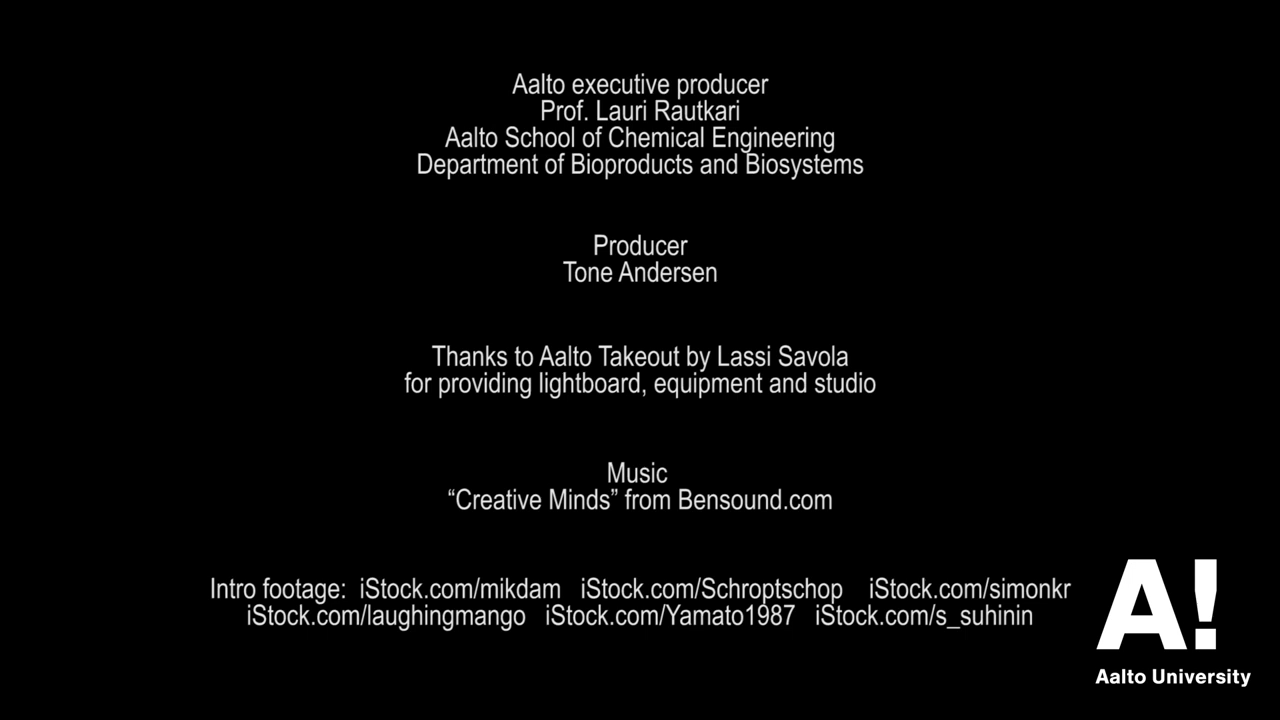 Aalto executive producer
Prof. Lauri Rautkari
Aalto School of Chemical Engineering
Department of Bioproducts and Biosystems
Producer
Tone Andersen
Thanks to Aalto Takeout by Lassi Savola
for providing lightboard, equipment and studio
Music
“Creative Minds” from Bensound.com
Intro footage:  iStock.com/mikdam   iStock.com/Schroptschop    iStock.com/simonkr
iStock.com/laughingmango   iStock.com/Yamato1987   iStock.com/s_suhinin
A!
Aalto University